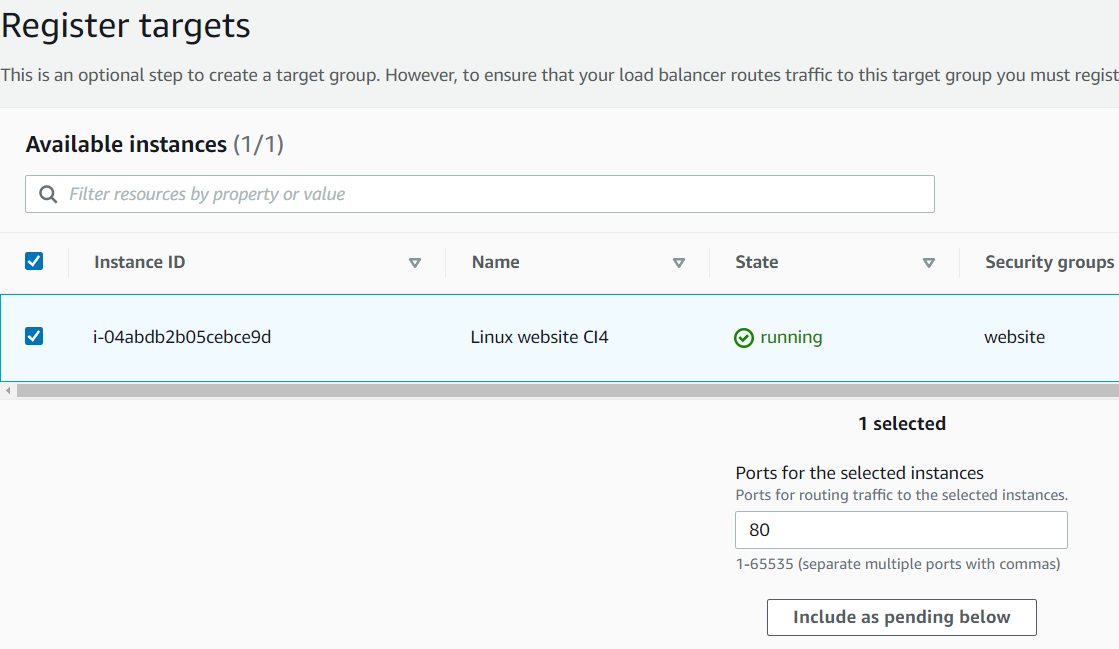 Register targets
This is an optional step to create a target group. However, to ensure that your load balancer routes traffic to this target group you must regist
Available instances (1/1)
Filter resources by property or value
Instance ID Name State Security groups
i-04abdb2b05cebce9d Linux website CI4 running website
1 selected
Ports for the selected instances
Ports for routing traffic to the selected instances.
80
1-65535 (separate multiple ports with commas)
Include as pending below